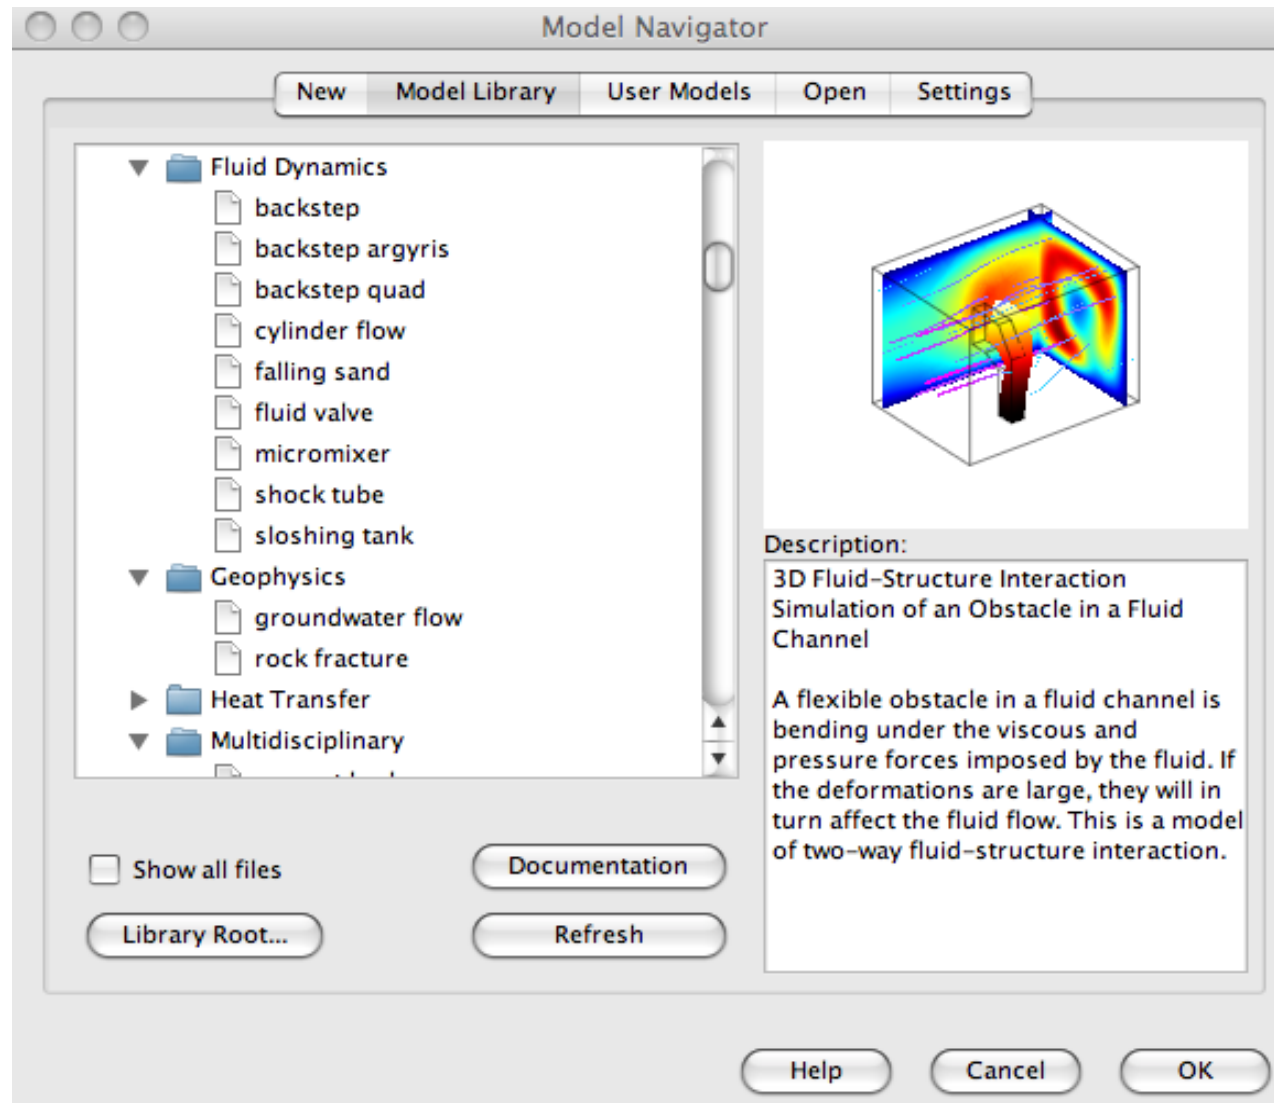 Model Navigator
New Model Library User Models Open Settings
Fluid Dynamics
backstep
backstep argyris
backstep quad
cylinder flow
falling sand
fluid valve
micromixer
shock tube
sloshing tank
Geophysics
groundwater flow
rock fracture
Heat Transfer
Multidisciplinary
Show all files
Documentation
Library Root...
Refresh
Description:
3D Fluid-Structure Interaction
Simulation of an Obstacle in a Fluid
Channel
A flexible obstacle in a fluid channel is
bending under the viscous and
pressure forces imposed by the fluid. If
the deformations are large, they will in
turn affect the fluid flow. This is a model
of two-way fluid-structure interaction.
Help Cancel OK